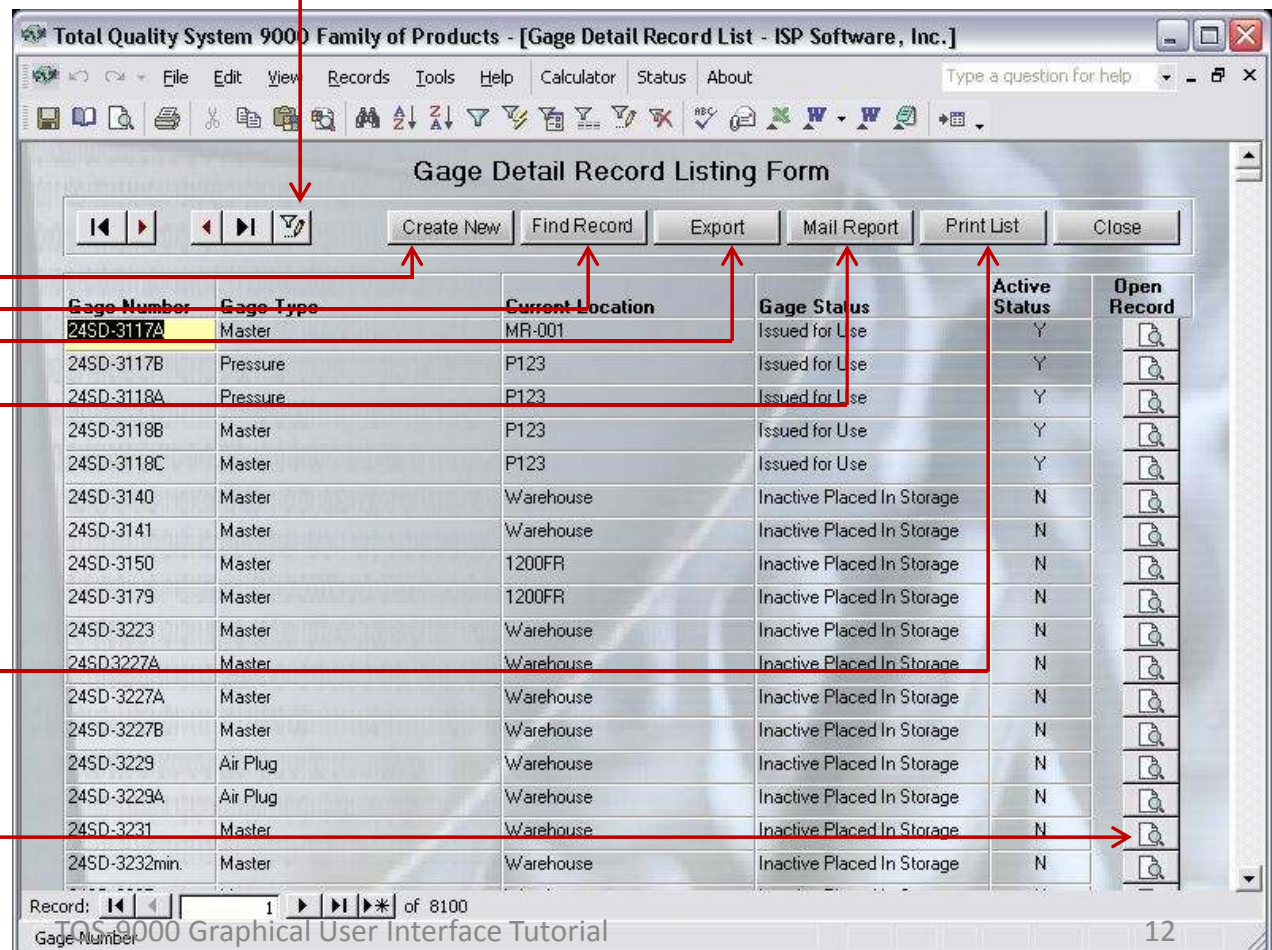 Total Quality System 9000 Family of Products - [Gage Detail Record List - ISP Software, Inc.]
File Edit View Records Tools Help Calculator Status About Type a question for help
Gage Detail Record Listing Form
Create New Find Record Export Mail Report Print List Close
Gage Number Gage Type Current Location Gage Status Active Status Open Record
24SD-3117A Master MR-001 Issued for Use Y
24SD-3117B Pressure P123 Issued for Use Y
24SD-3118A Pressure P123 Issued for Use Y
24SD-3118B Master P123 Issued for Use Y
24SD-3118C Master P123 Issued for Use Y
24SD-3140 Master Warehouse Inactive Placed In Storage N
24SD-3141 Master Warehouse Inactive Placed In Storage N
24SD-3150 Master 1200FR Inactive Placed In Storage N
24SD-3179 Master 1200FR Inactive Placed In Storage N
24SD-3223 Master Warehouse Inactive Placed In Storage N
24SD3227A Master Warehouse Inactive Placed In Storage N
24SD-3227A Master Warehouse Inactive Placed In Storage N
24SD-3227B Master Warehouse Inactive Placed In Storage N
24SD-3229 Air Plug Warehouse Inactive Placed In Storage N
24SD-3229A Air Plug Warehouse Inactive Placed In Storage N
24SD-3231 Master Warehouse Inactive Placed In Storage N
24SD-3232min. Master Warehouse Inactive Placed In Storage N
Record: 1 of 8100
TQS-9000 Graphical User Interface Tutorial 12
Gage Number